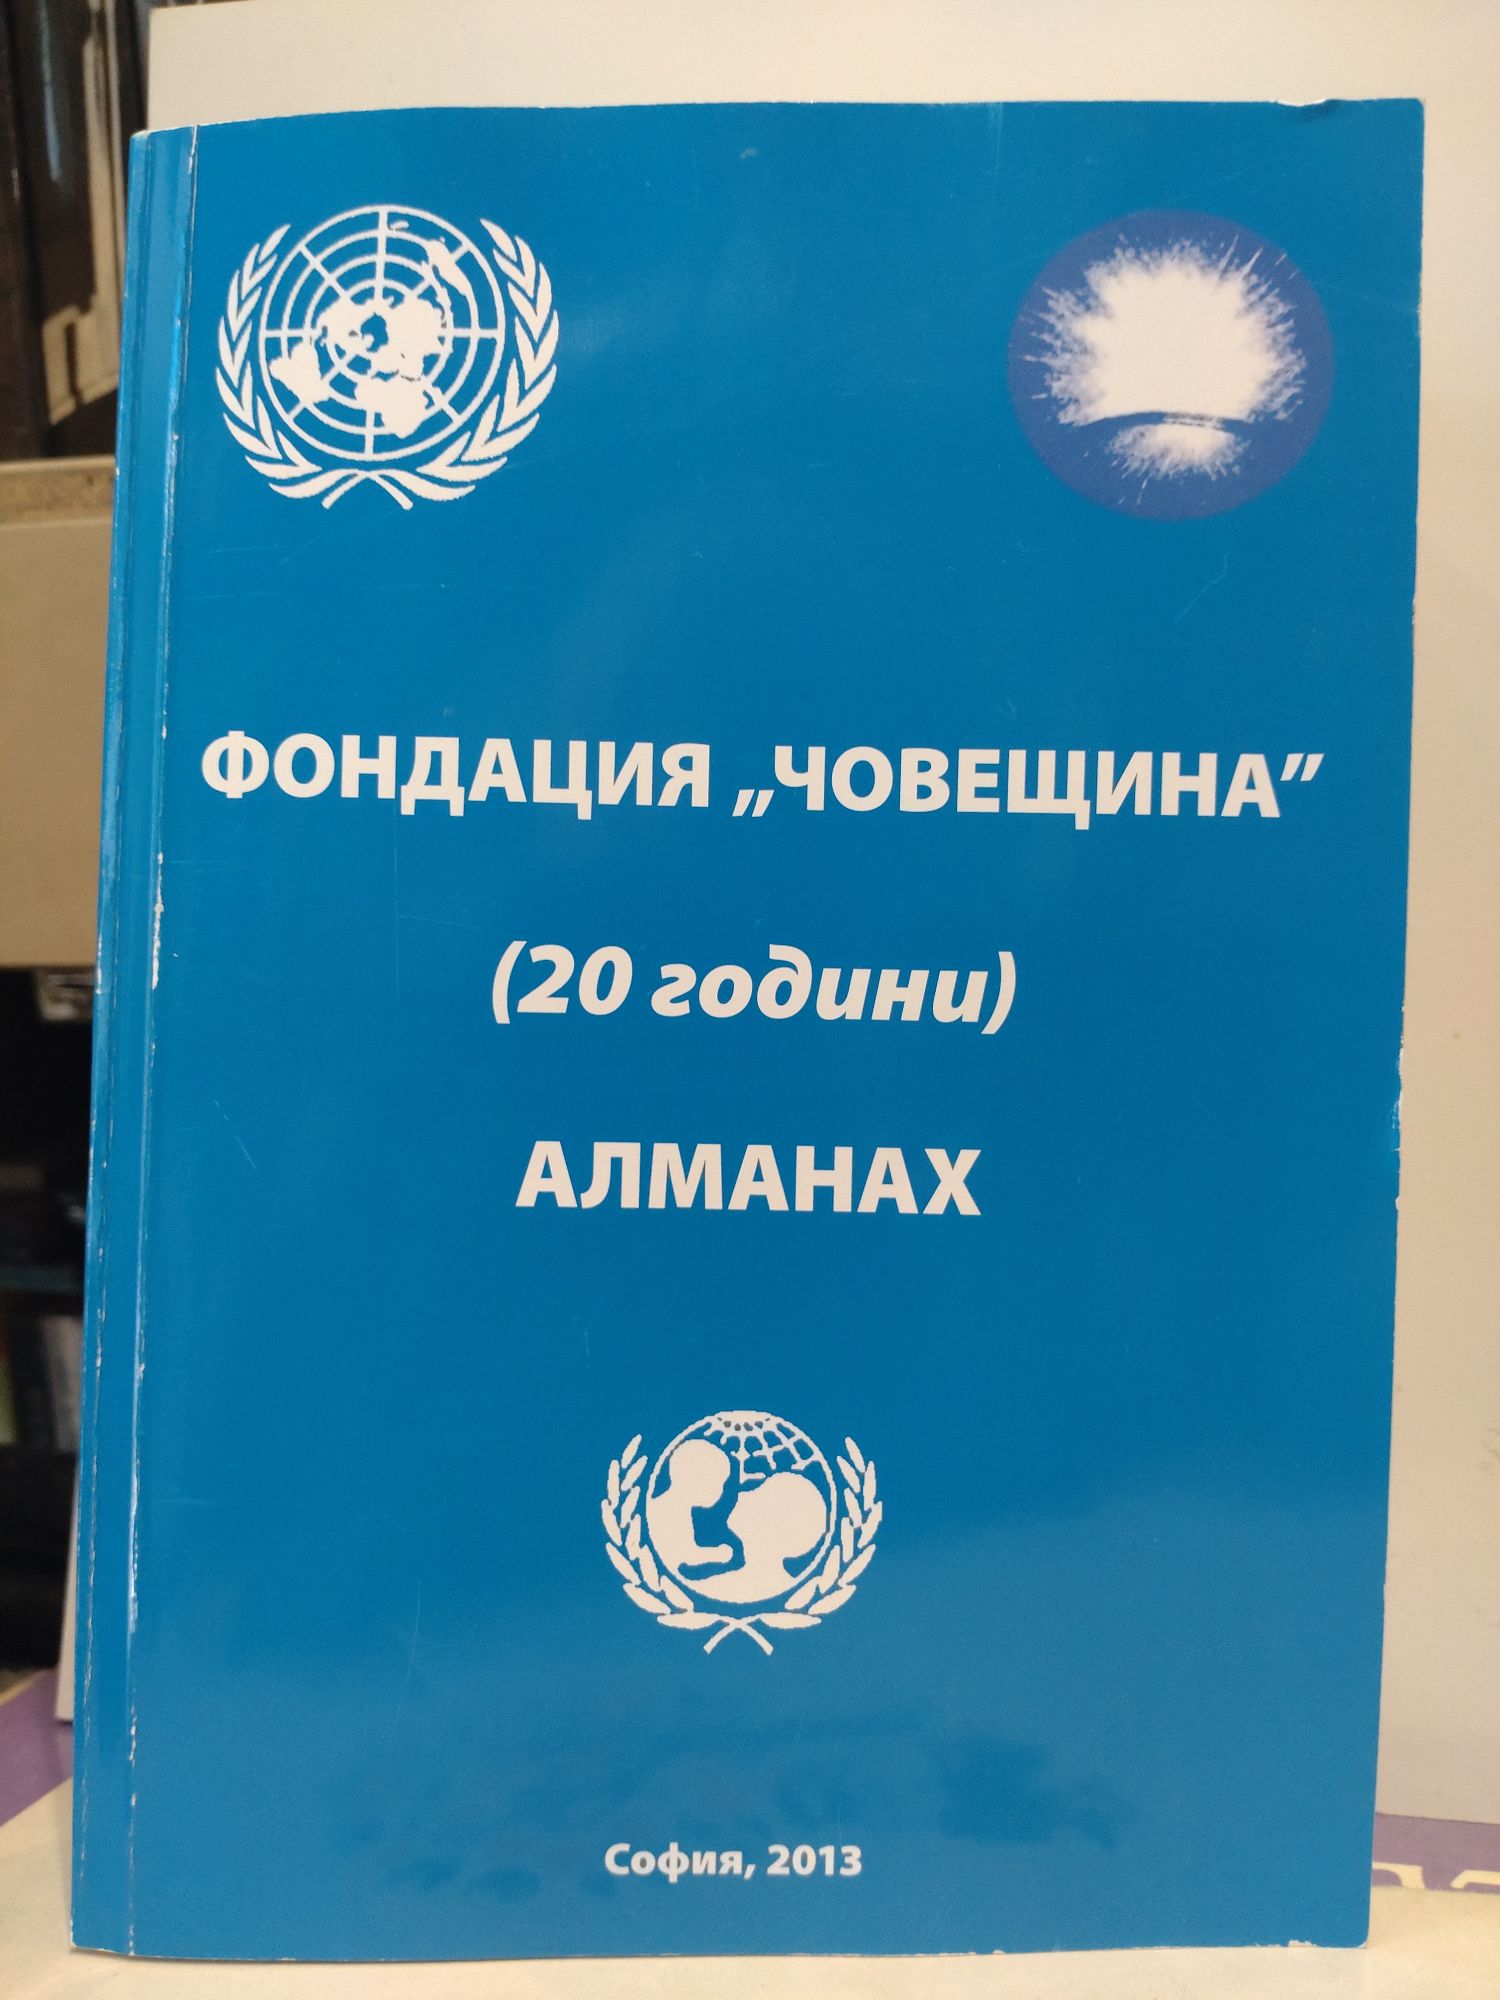 ФОНДАЦИЯ „ЧОВЕЩИНА”
(20 години)
АЛМАНАХ
София, 2013